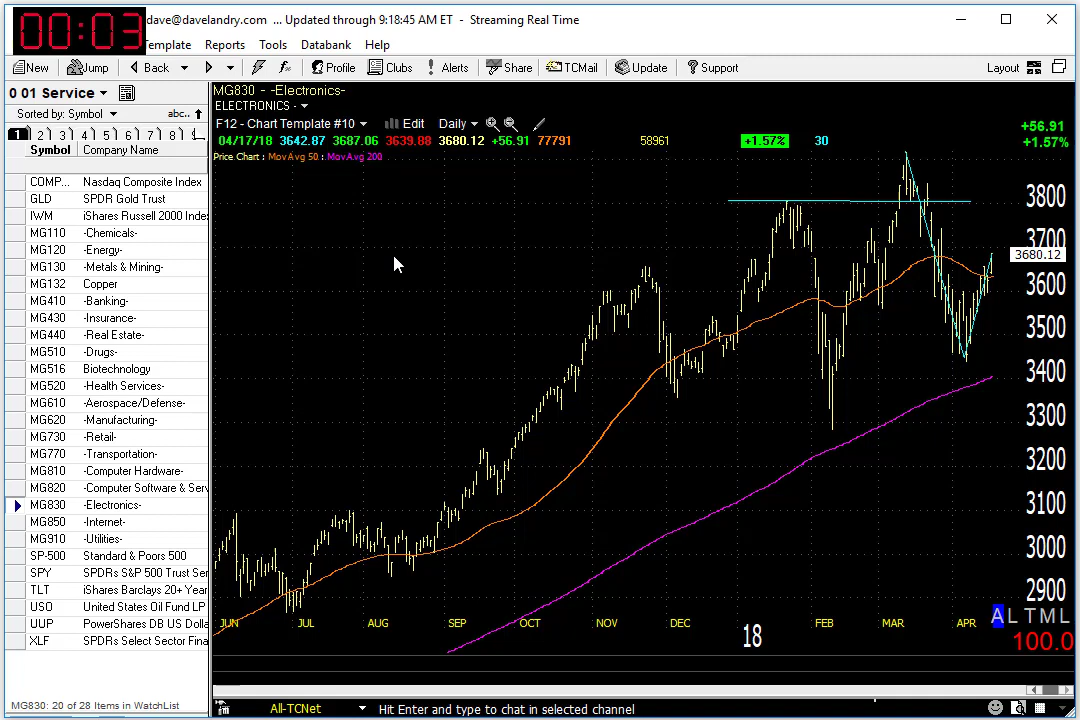 00:03
dave@davelandry.com ... Updated through 9:18:45 AM ET - Streaming Real Time
Template Reports Tools Databank Help
New Jump Back Profile Clubs Alerts Share TCMail Update Support Layout
0 01 Service
Sorted by: Symbol abc..
1 2 3 4 5 6 7 8
Symbol Company Name
COMP... Nasdaq Composite Index
GLD SPDR Gold Trust
IWM iShares Russell 2000 Index
MG110 -Chemicals-
MG120 -Energy-
MG130 -Metals & Mining-
MG132 Copper
MG410 -Banking-
MG430 -Insurance-
MG440 -Real Estate-
MG510 -Drugs-
MG516 Biotechnology
MG520 -Health Services-
MG610 -Aerospace/Defense-
MG620 -Manufacturing-
MG730 -Retail-
MG770 -Transportation-
MG810 -Computer Hardware-
MG820 -Computer Software & Serv
MG830 -Electronics-
MG850 -Internet-
MG910 -Utilities-
SP-500 Standard & Poors 500
SPY SPDRs S&P 500 Trust Ser
TLT iShares Barclays 20+ Year
USO United States Oil Fund LP
UUP PowerShares DB US Dolla
XLF SPDRs Select Sector Fina
MG830: 20 of 28 Items in WatchList
MG830 - -Electronics-
ELECTRONICS -
F12 - Chart Template #10 Edit Daily
04/17/18 3642.87 3687.06 3639.88 3680.12 +56.91 77791 58961 +1.57% 30
+56.91
+1.57%
Price Chart : MovAvg 50 : MovAvg 200
3800
3700
3680.12
3600
3500
3400
3300
3200
3100
3000
2900
JUN JUL AUG SEP OCT NOV DEC 18 FEB MAR APR
A L T M L
100.0
All-TCNet Hit Enter and type to chat in selected channel